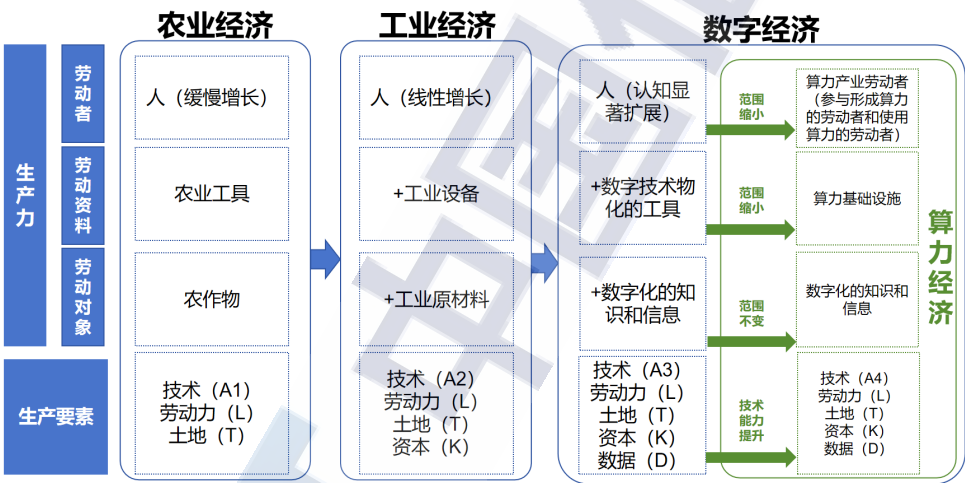 农业经济
工业经济
数字经济
生产力
劳动者
人（缓慢增长）
人（线性增长）
人（认知显
著扩展）
范围
缩小
算力产业劳动者
（参与形成算力
的劳动者和使用
算力的劳动者）
劳动资料
农业工具
+工业设备
+数字技术物
化的工具
范围
缩小
算力基础设施
算力经济
劳动对象
农作物
+工业原材料
+数字化的知
识和信息
范围
不变
数字化的知识和
信息
生产要素
技术（A1）
劳动力（L）
土地（T）
技术（A2）
劳动力（L）
土地（T）
资本（K）
技术（A3）
劳动力（L）
土地（T）
资本（K）
数据（D）
技术
能力
提升
技术（A4）
劳动力（L）
土地（T）
资本（K）
数据（D）